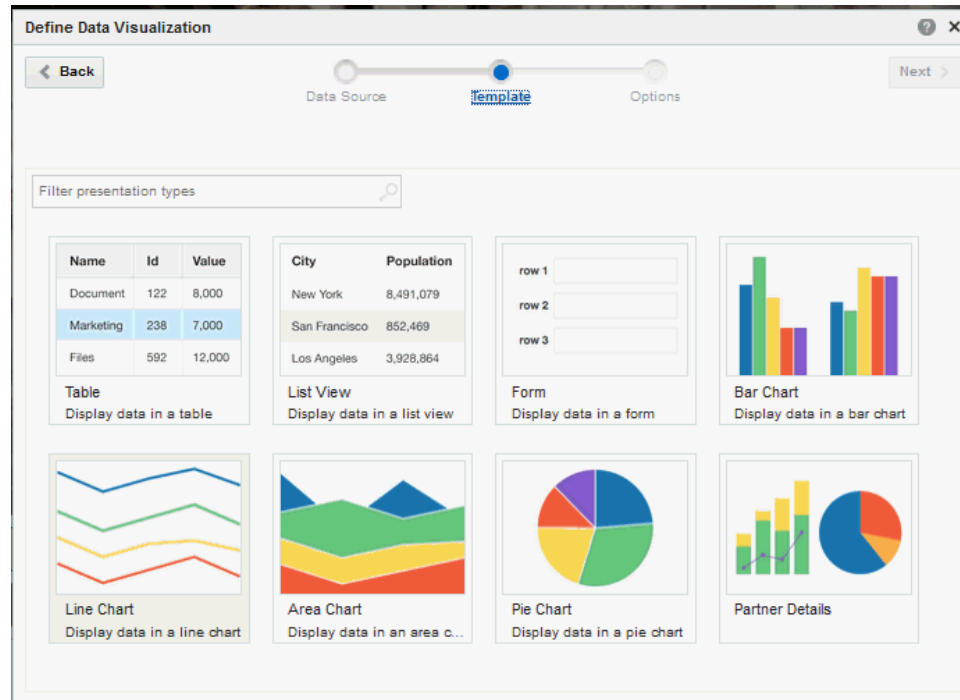 Define Data Visualization
Back
Next
Data Source
Template
Options
Filter presentation types
Name Id Value
Document 122 8,000
Marketing 238 7,000
Files 592 12,000
Table
Display data in a table
City Population
New York 8,491,079
San Francisco 852,469
Los Angeles 3,928,864
List View
Display data in a list view
row 1
row 2
row 3
Form
Display data in a form
Bar Chart
Display data in a bar chart
Line Chart
Display data in a line chart
Area Chart
Display data in an area c...
Pie Chart
Display data in a pie chart
Partner Details